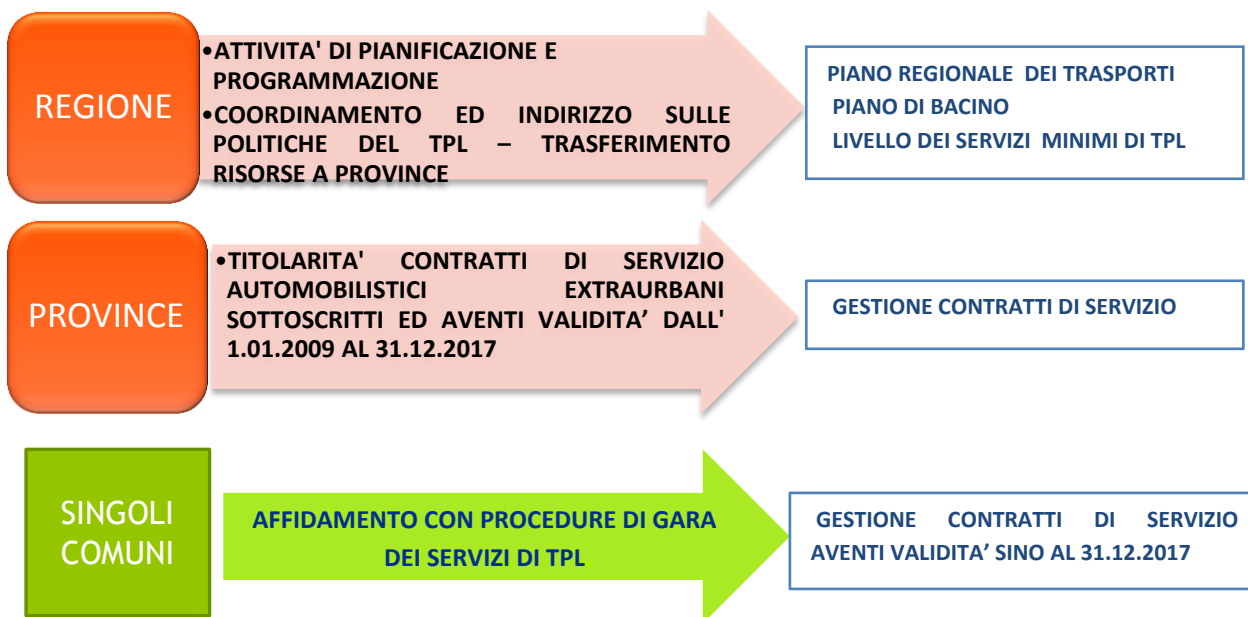 REGIONE
•ATTIVITA' DI PIANIFICAZIONE E
PROGRAMMAZIONE
•COORDINAMENTO ED INDIRIZZO SULLE
POLITICHE DEL TPL – TRASFERIMENTO
RISORSE A PROVINCE
PIANO REGIONALE DEI TRASPORTI
PIANO DI BACINO
LIVELLO DEI SERVIZI MINIMI DI TPL
PROVINCE
•TITOLARITA' CONTRATTI DI SERVIZIO
AUTOMOBILISTICI EXTRAURBANI
SOTTOSCRITTI ED AVENTI VALIDITA’ DALL'
1.01.2009 AL 31.12.2017
GESTIONE CONTRATTI DI SERVIZIO
SINGOLI
COMUNI
AFFIDAMENTO CON PROCEDURE DI GARA
DEI SERVIZI DI TPL
GESTIONE CONTRATTI DI SERVIZIO
AVENTI VALIDITA’ SINO AL 31.12.2017